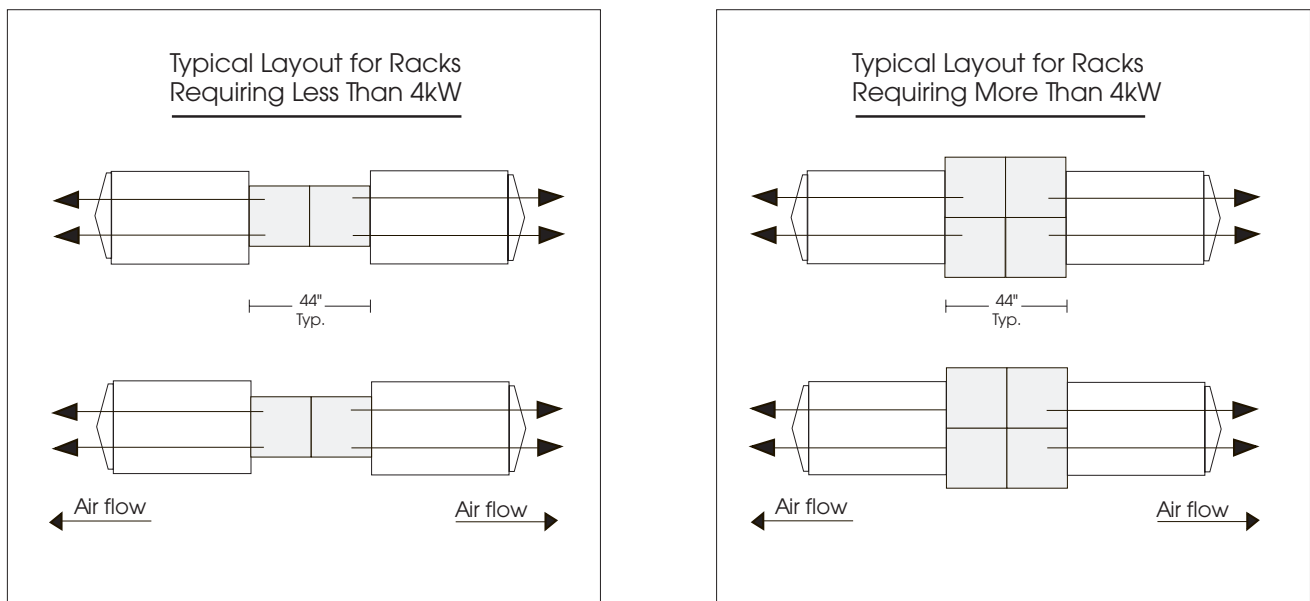 Typical Layout for Racks
Requiring Less Than 4kW
44"
Typ.
Air flow
Air flow
Typical Layout for Racks
Requiring More Than 4kW
44"
Typ.
Air flow
Air flow